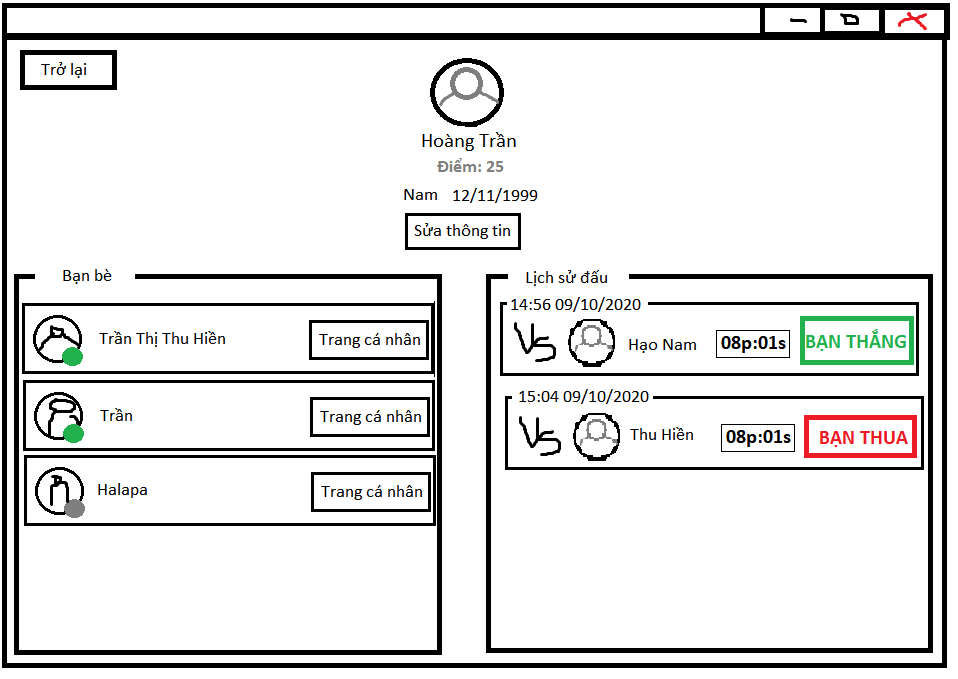 Trở lại
Hoàng Trần
Điểm: 25
Nam 12/11/1999
Sửa thông tin
Bạn bè
Trần Thị Thu Hiền Trang cá nhân
Trần Trang cá nhân
Halapa Trang cá nhân
Lịch sử đấu
14:56 09/10/2020
Vs Hạo Nam 08p:01s BẠN THẮNG
15:04 09/10/2020
Vs Thu Hiền 08p:01s BẠN THUA